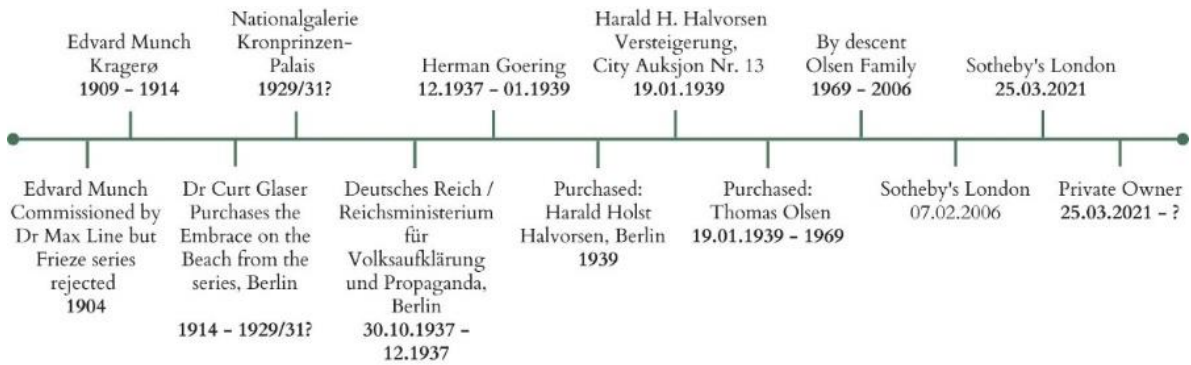 Edvard Munch
Kragerø
1909 – 1914
Nationalgalerie
Kronprinzen-
Palais
1929/31?
Herman Goering
12.1937 – 01.1939
Harald H. Halvorsen
Versteigerung,
City Auksjon Nr. 13
19.01.1939
By descent
Olsen Family
1969 – 2006
Sotheby's London
25.03.2021
Edvard Munch
Commissioned by
Dr Max Line but
Frieze series
rejected
1904
Dr Curt Glaser
Purchases the
Embrace on the
Beach from the
series, Berlin
1914 – 1929/31?
Deutsches Reich /
Reichsministerium
für
Volksaufklärung
und Propaganda,
Berlin
30.10.1937 –
12.1937
Purchased:
Harald Holst
Halvorsen, Berlin
1939
Purchased:
Thomas Olsen
19.01.1939 – 1969
Sotheby's London
07.02.2006
Private Owner
25.03.2021 – ?